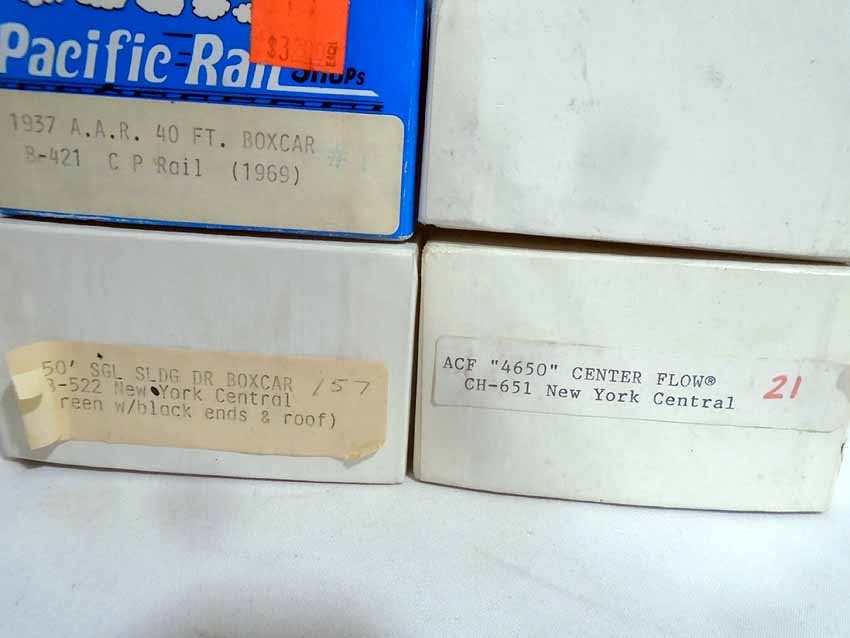 Pacific Rail
Shops
1937 A.A.R. 40 FT. BOXCAR
B-421 C P Rail (1969)
50' SGL SLDG DR BOXCAR 157
-522 New York Central
reen w/black ends & roof)
ACF "4650" CENTER FLOW®
CH-651 New York Central 21